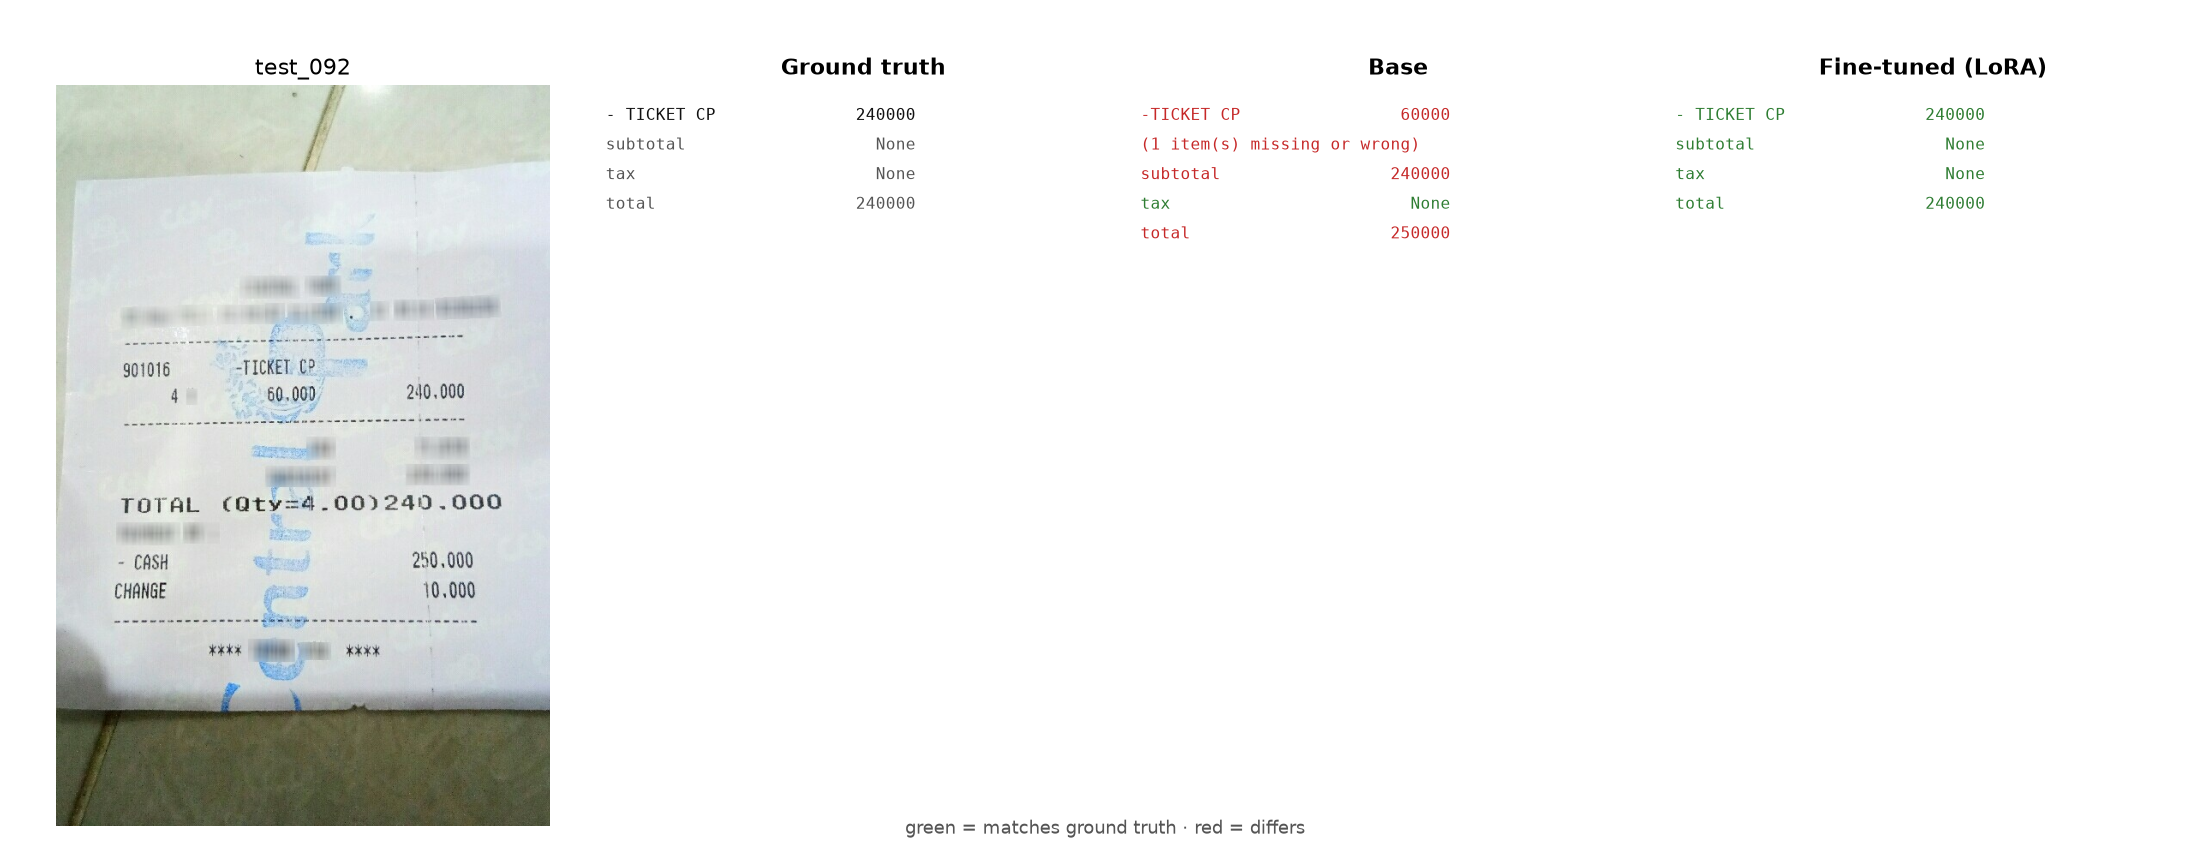 test_092
901016 -TICKET CP
4 60.000 240.000
TOTAL (Qty=4.00)240.000
- CASH 250.000
CHANGE 10.000
**** ****
Central Park
Ground truth
- TICKET CP 240000
subtotal None
tax None
total 240000
Base
-TICKET CP 60000
(1 item(s) missing or wrong)
subtotal 240000
tax None
total 250000
Fine-tuned (LoRA)
- TICKET CP 240000
subtotal None
tax None
total 240000
green = matches ground truth · red = differs